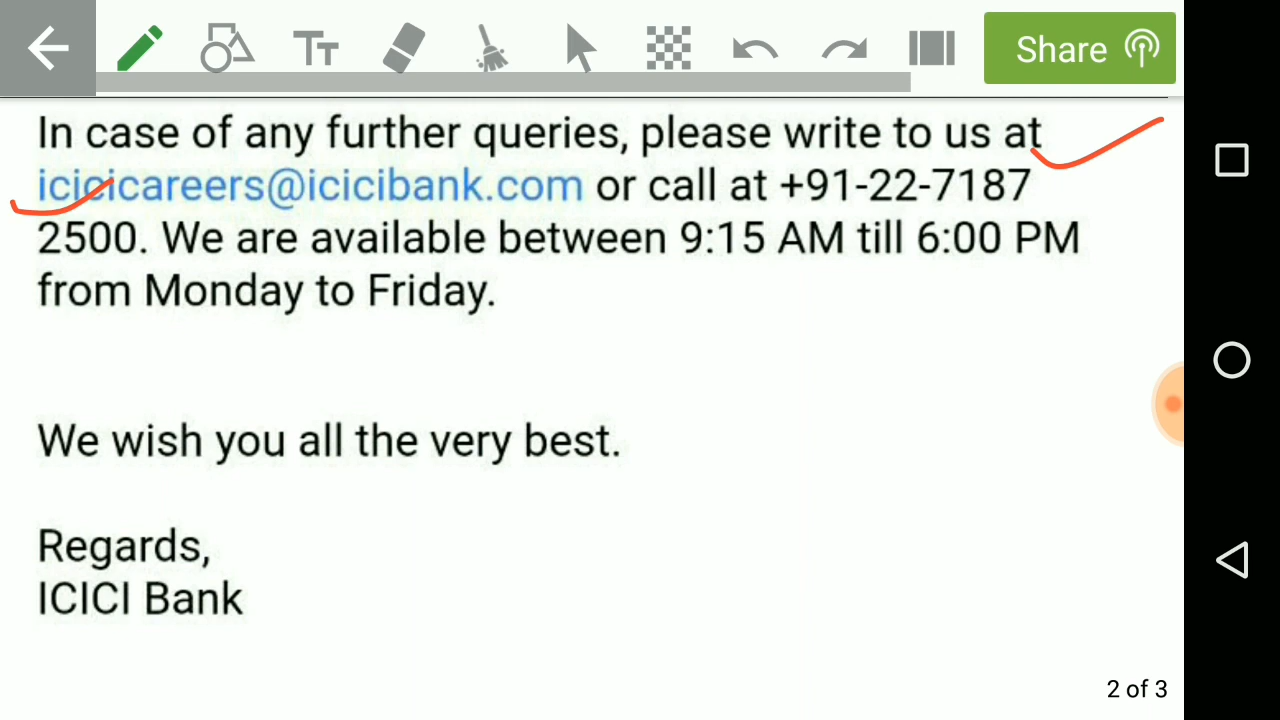 Share
In case of any further queries, please write to us at
icicicareers@icicibank.com or call at +91-22-7187
2500. We are available between 9:15 AM till 6:00 PM
from Monday to Friday.
We wish you all the very best.
Regards,
ICICI Bank
2 of 3